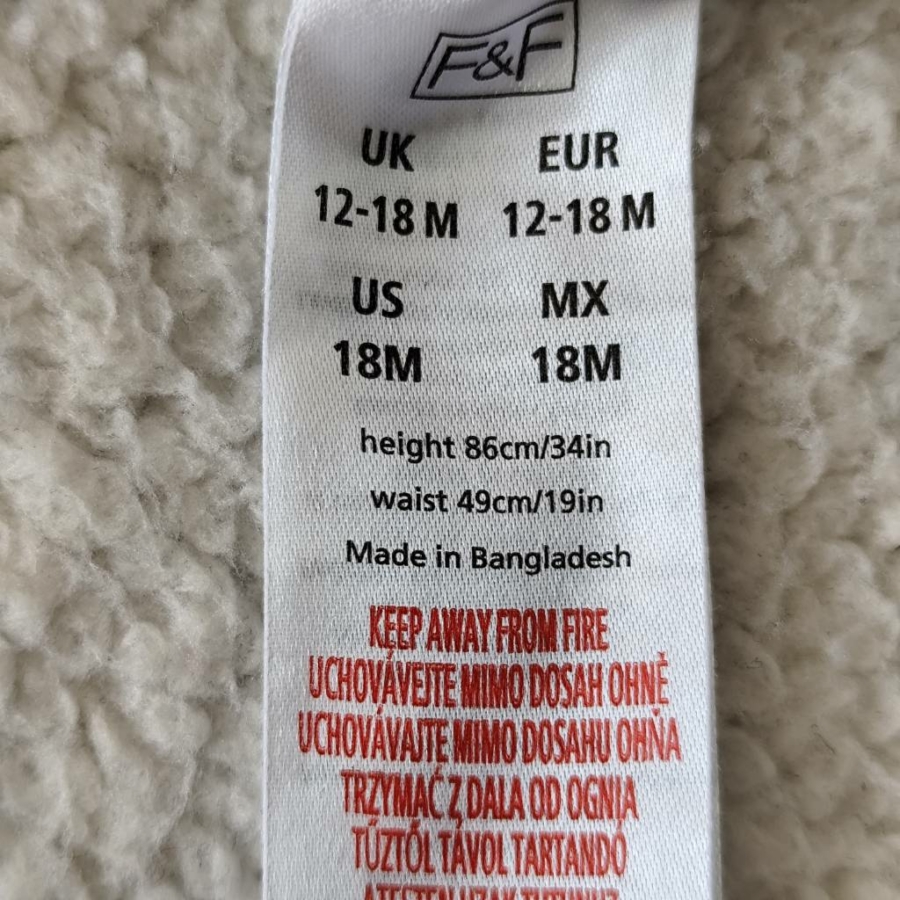 F&F
UK EUR
12-18 M 12-18 M
US MX
18M 18M
height 86cm/34in
waist 49cm/19in
Made in Bangladesh
KEEP AWAY FROM FIRE
UCHOVÁVEJTE MIMO DOSAH OHNĚ
UCHOVÁVAJTE MIMO DOSAHU OHŇA
TRZYMAĆ Z DALA OD OGNIA
TŰZTŐL TÁVOL TARTANDÓ